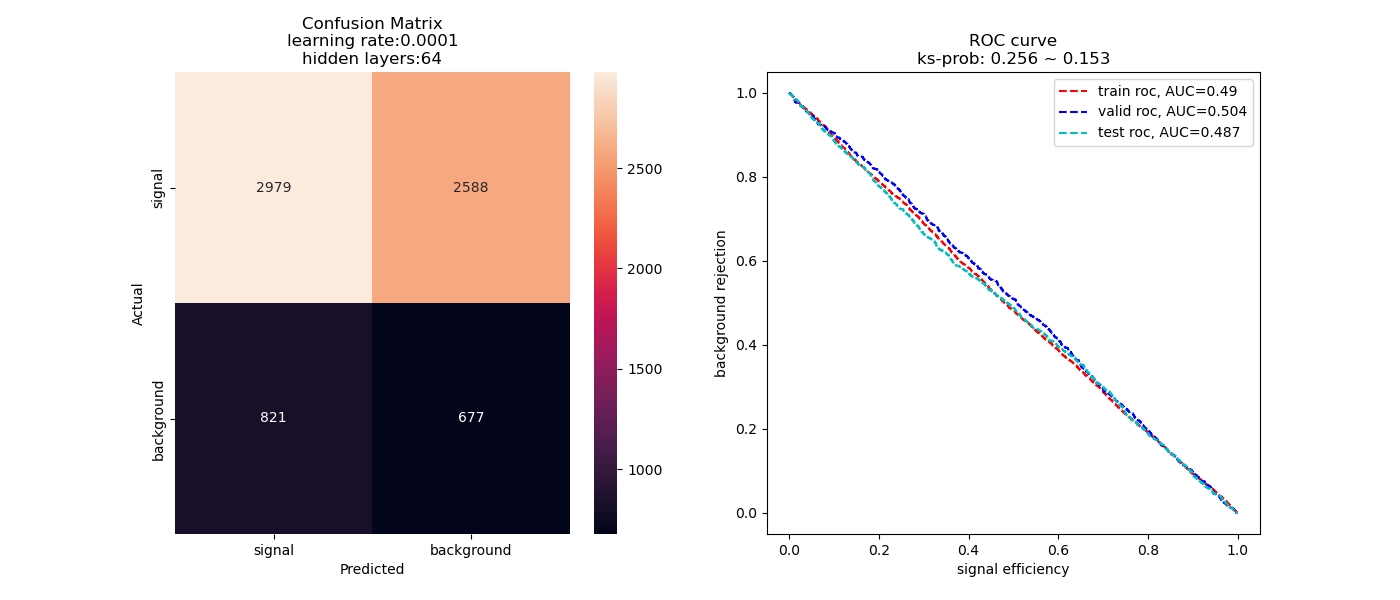 Confusion Matrix
learning rate:0.0001
hidden layers:64
signal
background
Actual
2979
2588
821
677
signal
background
Predicted
2500
2000
1500
1000
ROC curve
ks-prob: 0.256 ~ 0.153
train roc, AUC=0.49
valid roc, AUC=0.504
test roc, AUC=0.487
background rejection
1.0
0.8
0.6
0.4
0.2
0.0
0.0
0.2
0.4
0.6
0.8
1.0
signal efficiency